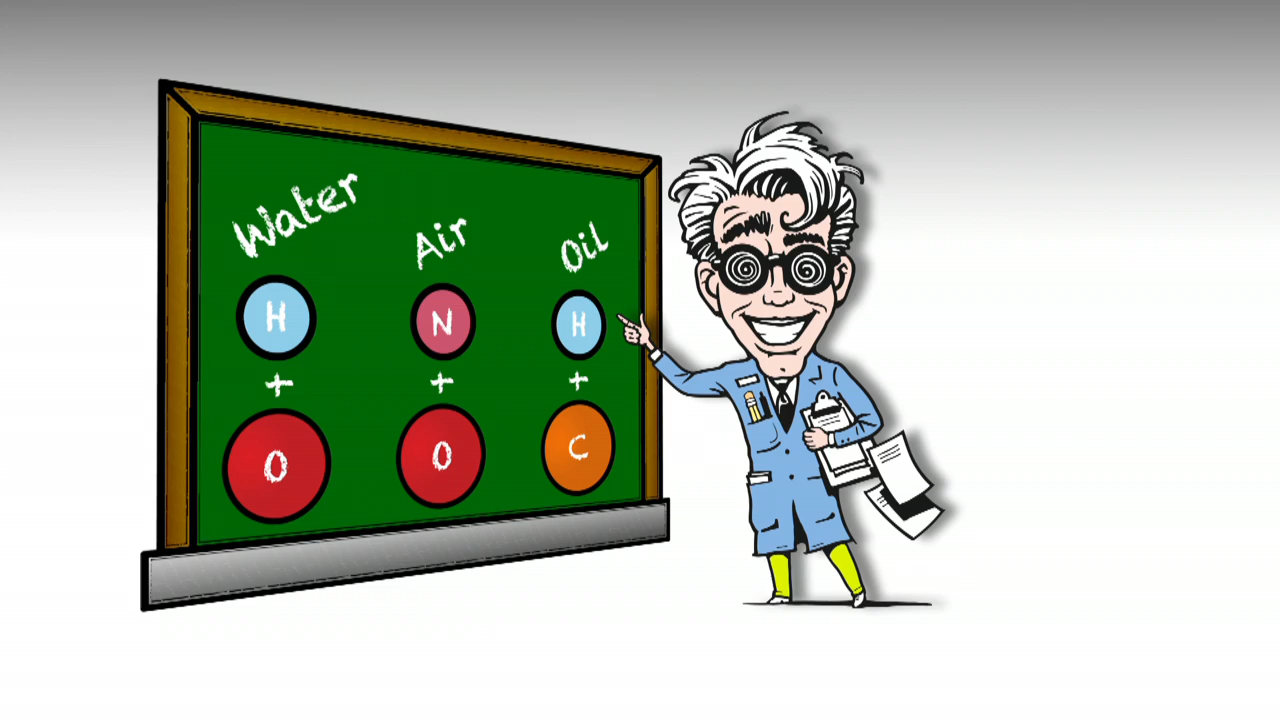 Water Air Oil
H N H
+ + +
O O C